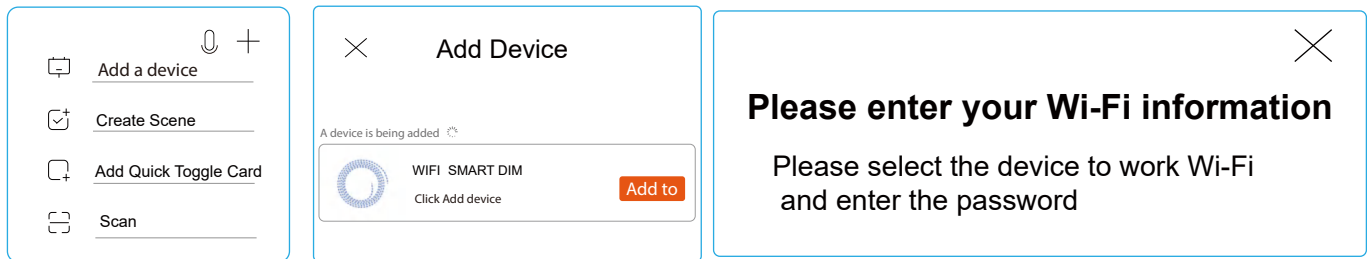 Add a device
Create Scene
Add Quick Toggle Card
Scan
Add Device
A device is being added
WIFI SMART DIM
Click Add device
Add to
Please enter your Wi-Fi information
Please select the device to work Wi-Fi
and enter the password